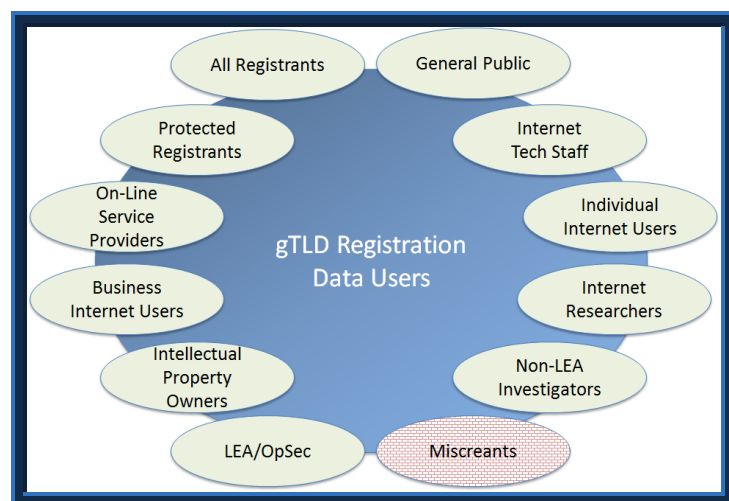 All Registrants
General Public
Protected
Registrants
Internet
Tech Staff
On-Line
Service
Providers
Individual
Internet Users
gTLD Registration
Data Users
Business
Internet Users
Internet
Researchers
Intellectual
Property
Owners
Non-LEA
Investigators
LEA/OpSec
Miscreants